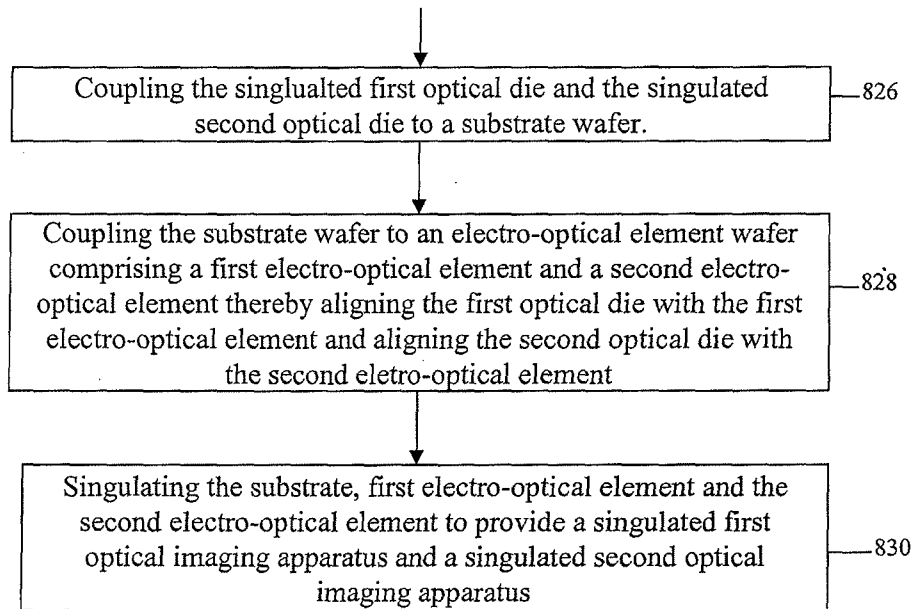 Coupling the singlualted first optical die and the singulated
second optical die to a substrate wafer.
826
Coupling the substrate wafer to an electro-optical element wafer
comprising a first electro-optical element and a second electro-
optical element thereby aligning the first optical die with the first
electro-optical element and aligning the second optical die with
the second eletro-optical element
828
Singulating the substrate, first electro-optical element and the
second electro-optical element to provide a singulated first
optical imaging apparatus and a singulated second optical
imaging apparatus
830